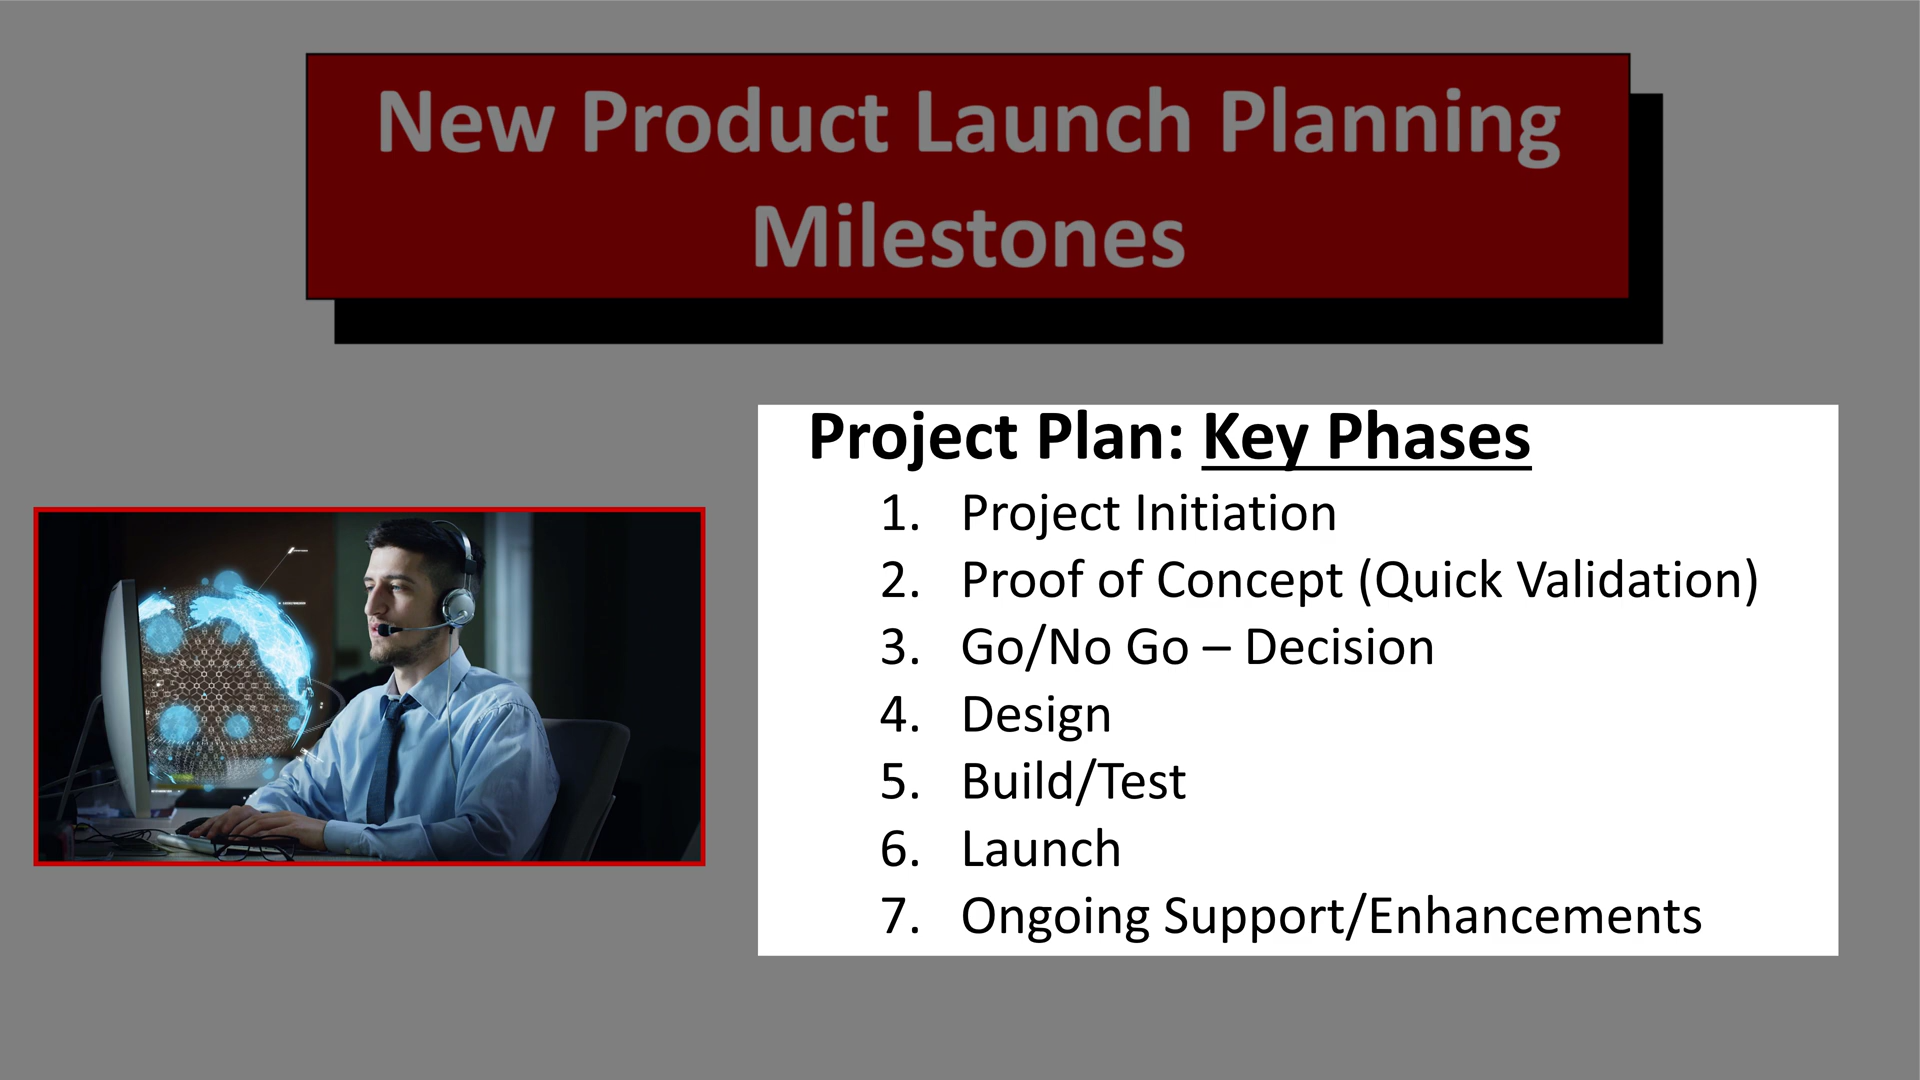 New Product Launch Planning
Milestones
Project Plan: Key Phases
1. Project Initiation
2. Proof of Concept (Quick Validation)
3. Go/No Go – Decision
4. Design
5. Build/Test
6. Launch
7. Ongoing Support/Enhancements